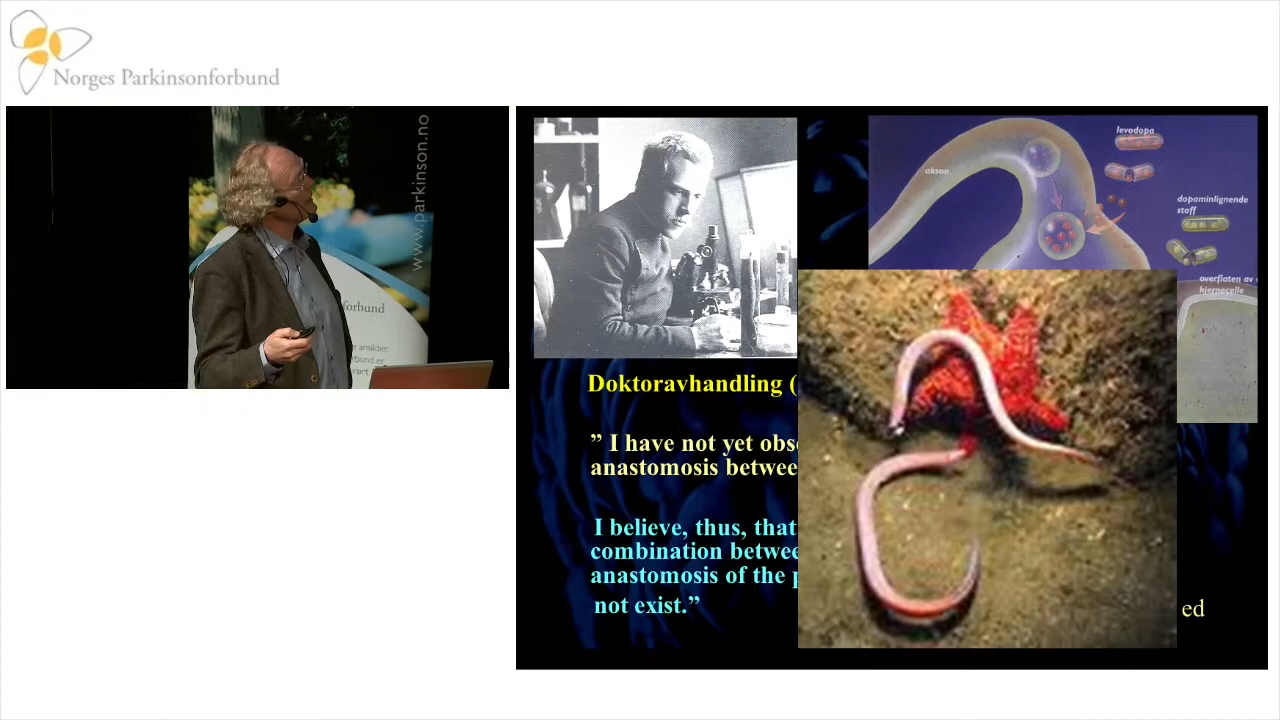 Norges Parkinsonforbund
www.parkinson.no
forbund
levodopa
akson
dopaminlignende
stoff
overflaten av
hjernecelle
Doktoravhandling (
” I have not yet obs
anastomosis betwee
I believe, thus, that
combination betwee
anastomosis of the p
not exist.”
ed